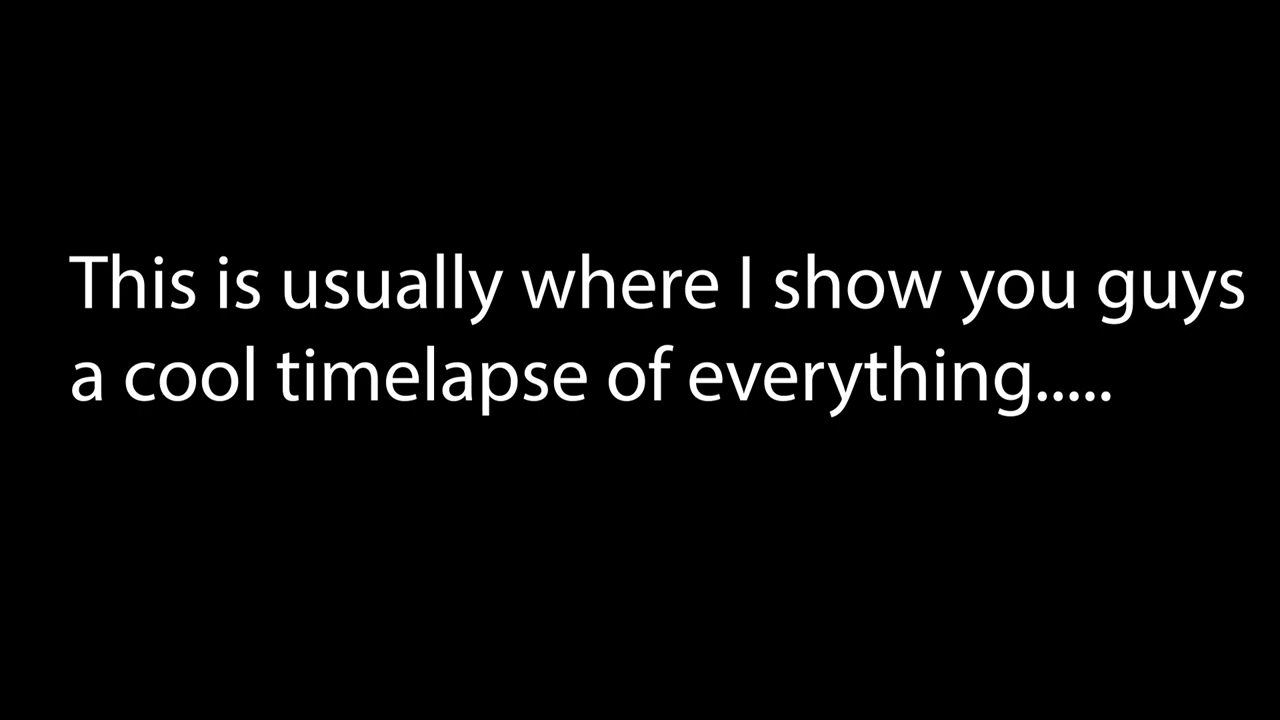 This is usually where I show you guys
a cool timelapse of everything.....